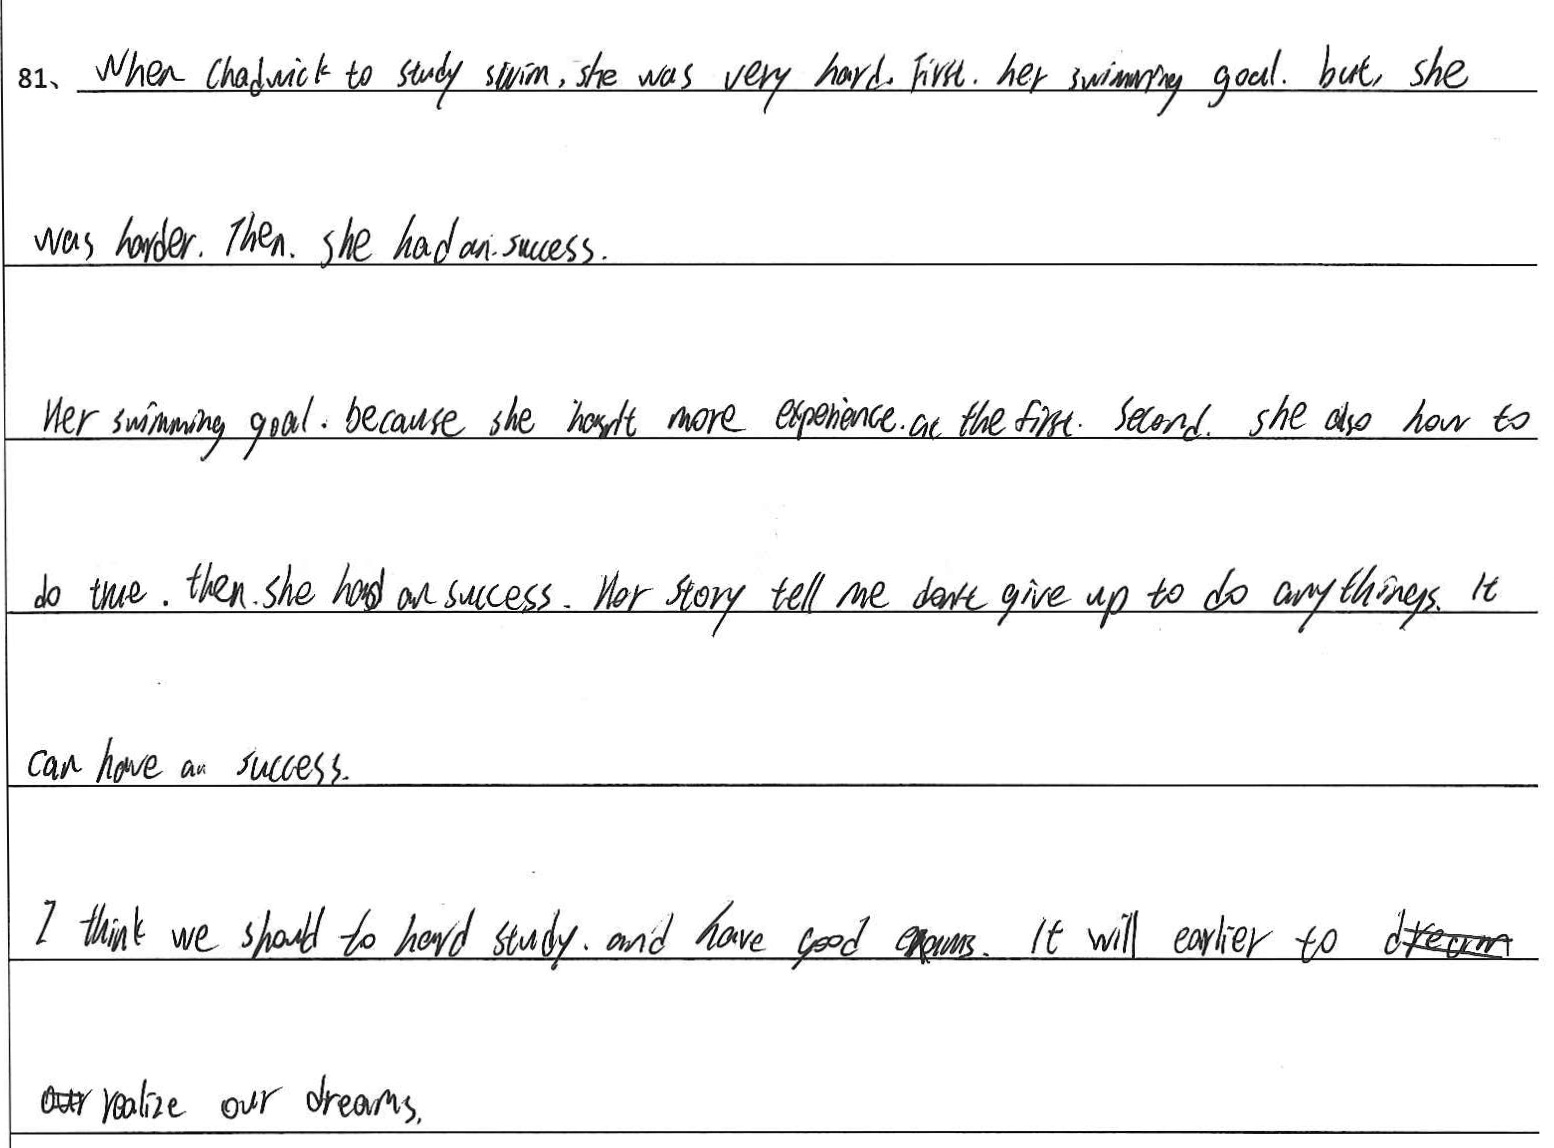 81、 When Chadwick to study swim, she was very hard. First. her swimming goal. but, she
was harder. Then. she had an success.
Her swimming goal. because she hasn't more experience. at the first. Second. she also how to
do true. then. she had an success. Her story tell me don't give up to do anythings. It
can have an success.
I think we should to hard study. and have good exams. It will earlier to dream
our realize our dreams.